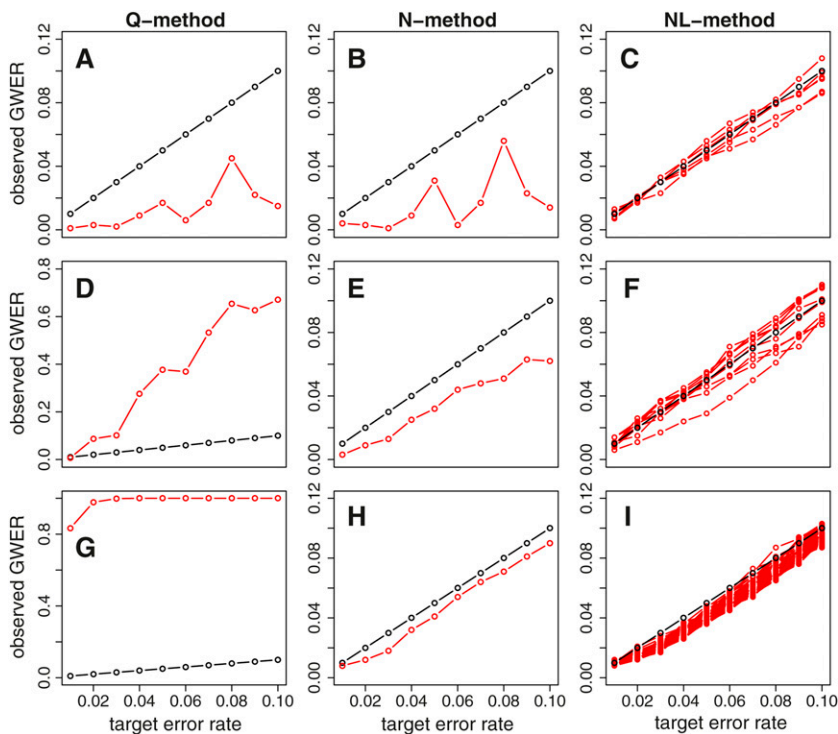 Q−method N−method NL−method
A B C
observed GWER
0.00 0.04 0.08 0.12
0.00 0.04 0.08 0.12
0.00 0.04 0.08 0.12
D E F
observed GWER
0.0 0.2 0.4 0.6 0.8
0.00 0.04 0.08 0.12
0.00 0.04 0.08 0.12
G H I
observed GWER
0.0 0.4 0.8
0.00 0.04 0.08 0.12
0.00 0.04 0.08 0.12
0.02 0.04 0.06 0.08 0.10
0.02 0.04 0.06 0.08 0.10
0.02 0.04 0.06 0.08 0.10
target error rate target error rate target error rate